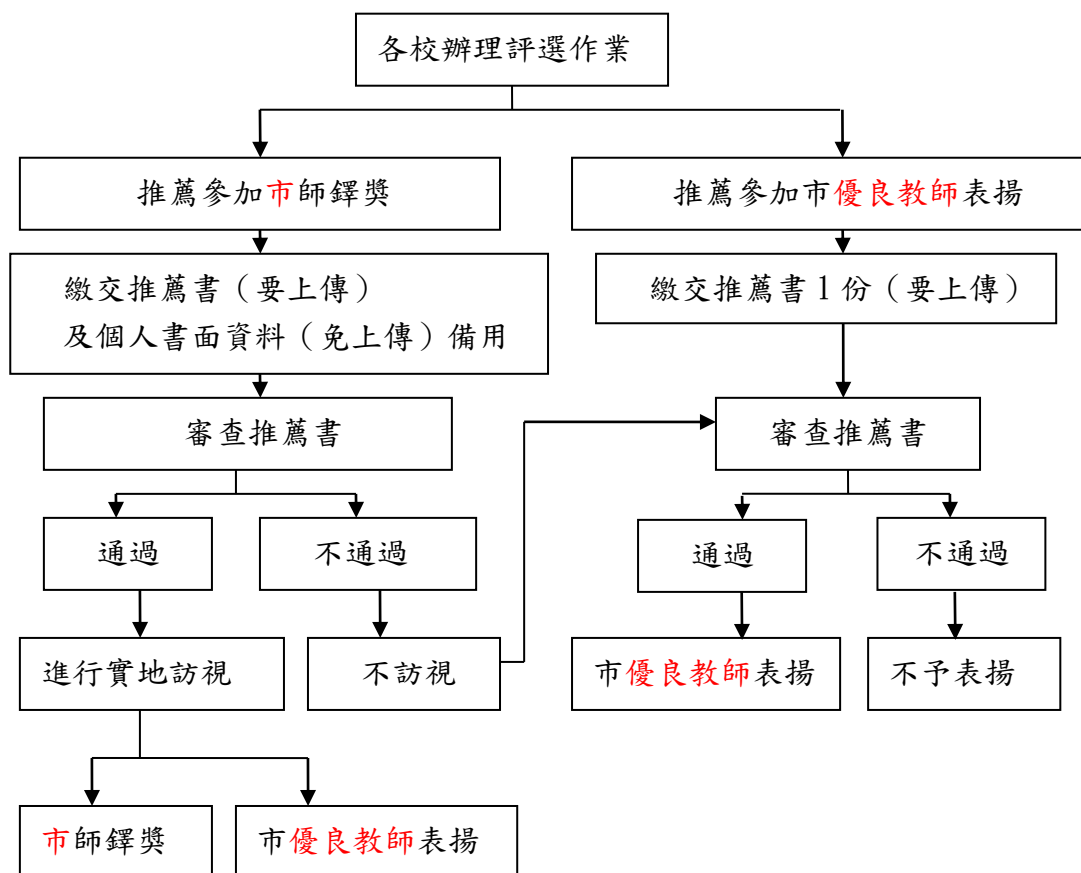 各校辦理評選作業
推薦參加市師鐸獎
推薦參加市優良教師表揚
繳交推薦書（要上傳）
及個人書面資料（免上傳）備用
繳交推薦書1份（要上傳）
審查推薦書
審查推薦書
通過
不通過
通過
不通過
進行實地訪視
不訪視
市優良教師表揚
不予表揚
市師鐸獎
市優良教師表揚